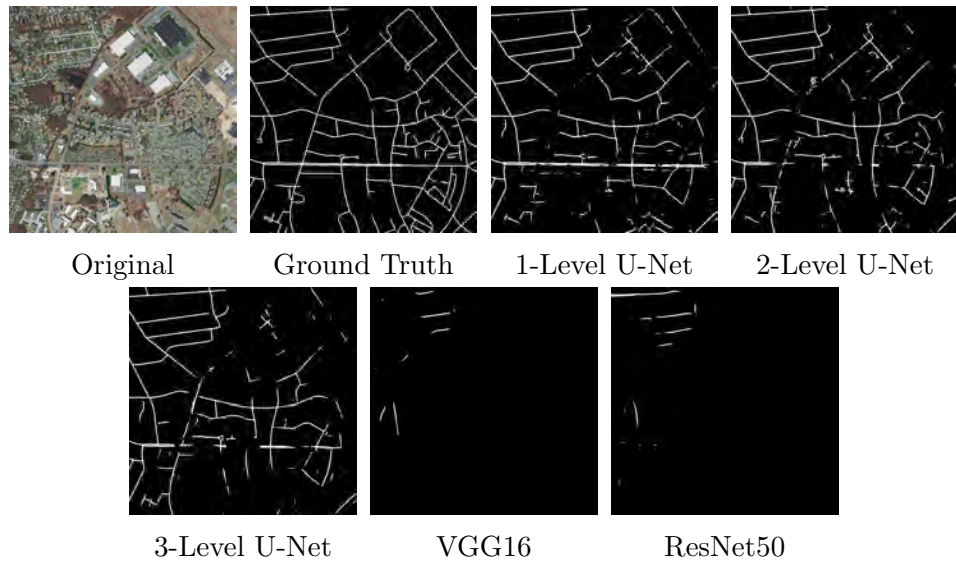 Original Ground Truth 1-Level U-Net 2-Level U-Net
3-Level U-Net VGG16 ResNet50